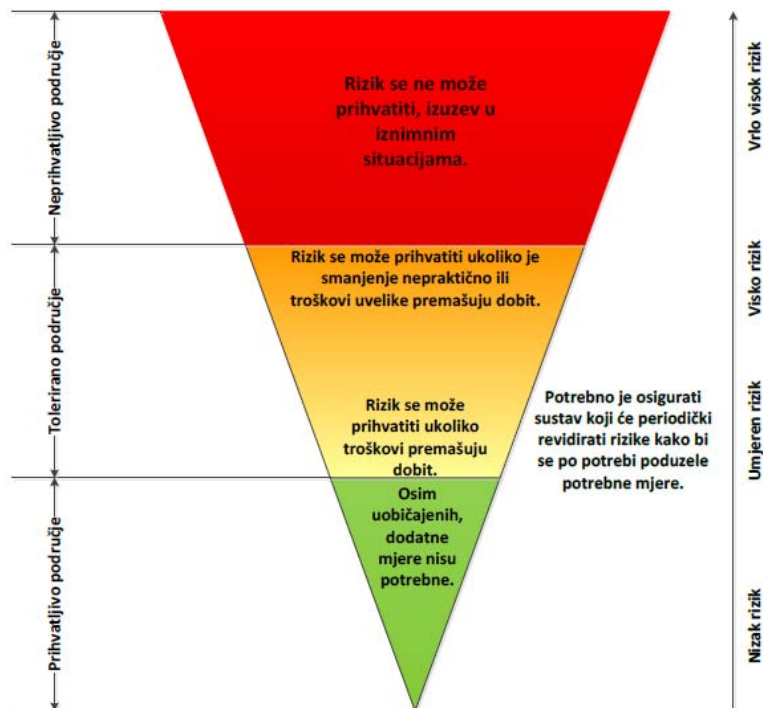 Neprihvatljivo područje
Rizik se ne može
prihvatiti, izuzev u
iznimnim
situacijama.
Vrlo visok rizik
Tolerirano područje
Rizik se može prihvatiti ukoliko je
smanjenje nepraktično ili
troškovi uvelike premašuju dobit.
Visko rizik
Rizik se može
prihvatiti ukoliko
troškovi premašuju
dobit.
Potrebno je osigurati
sustav koji će periodički
revidirati rizike kako bi
se po potrebi poduzele
potrebne mjere.
Umjeren rizik
Prihvatljivo područje
Osim
uobičajenih,
dodatne
mjere nisu
potrebne.
Nizak rizik